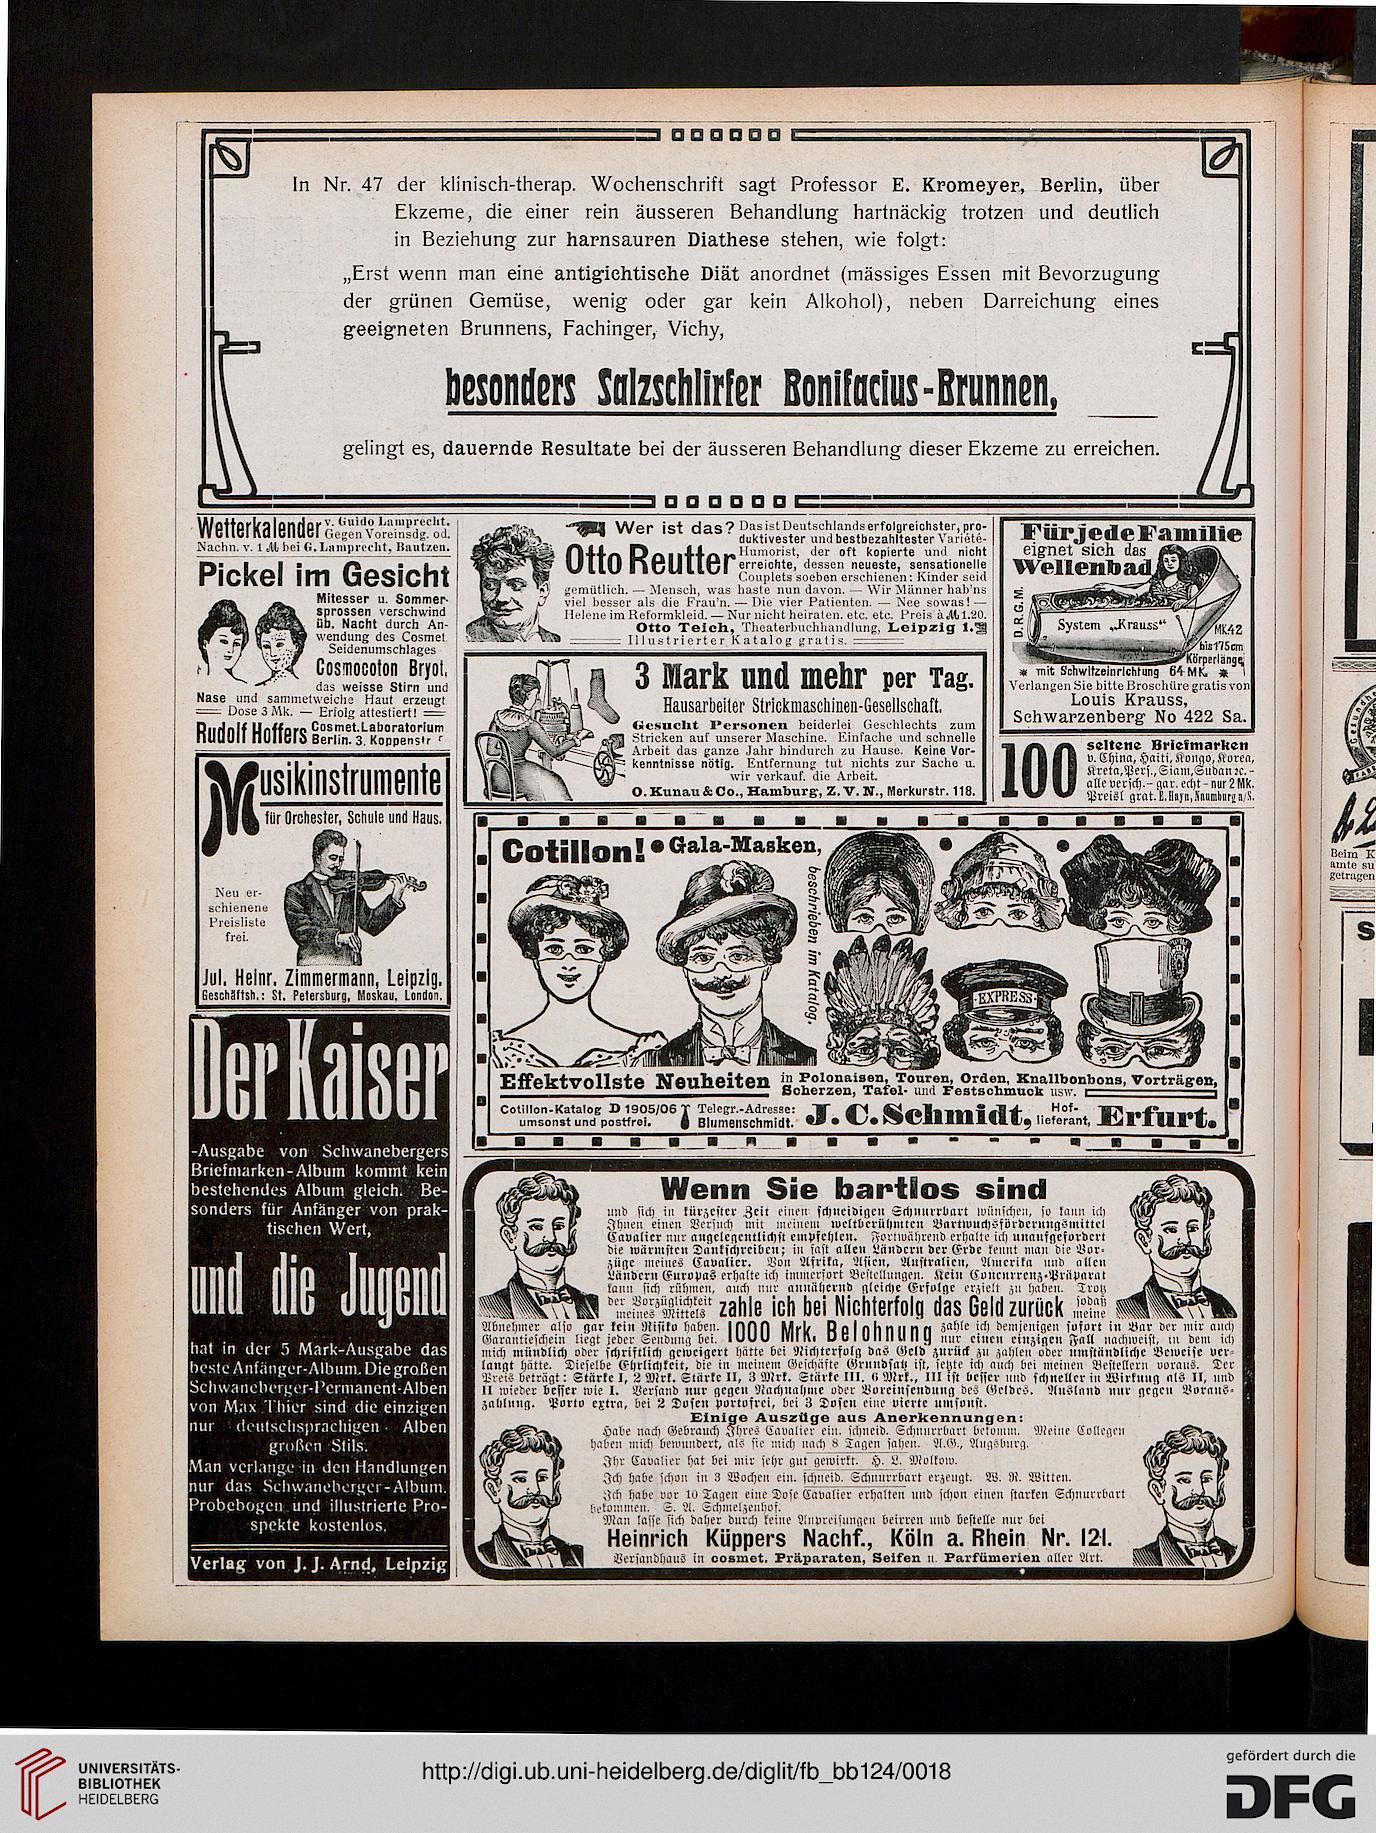 In Nr. 47 der klinisch-therap. Wochenschrift sagt Professor E. Kromeyer, Berlin, über
Ekzeme, die einer rein äusseren Behandlung hartnäckig trotzen und deutlich
in Beziehung zur harnsauren Diathese stehen, wie folgt:
„Erst wenn man eine antigichtische Diät anordnet (mässiges Essen mit Bevorzugung
der grünen Gemüse, wenig oder gar kein Alkohol), neben Darreichung eines
geeigneten Brunnens, Fachinger, Vichy,
besonders Salzschlirfer Bonifacius-Brunnen,
gelingt es, dauernde Resultate bei der äusseren Behandlung dieser Ekzeme zu erreichen.
Wetterkalender v. Guido Lamprecht.
Gegen Voreinsdg. od.
Nachn. v. 1 ℳ bei G. Lamprecht, Bautzen.
Pickel im Gesicht
Mitesser u. Sommer-
sprossen verschwind
üb. Nacht durch An-
wendung des Cosmet
Seidenumschlages
Cosmocoton Bryol,
das weisse Stirn und
Nase und sammetweiche Haut erzeugt
Dose 3 Mk. — Erfolg attestiert!
Rudolf Hoffers Cosmet.Laboratorium
Berlin. 3, Koppenstr
Musikinstrumente
für Orchester, Schule und Haus.
Neu er-
schienene
Preisliste
frei.
Jul. Heinr. Zimmermann, Leipzig.
Geschäftsh.: St. Petersburg, Moskau, London.
Der Kaiser
-Ausgabe von Schwanebergers
Briefmarken-Album kommt kein
bestehendes Album gleich. Be-
sonders für Anfänger von prak-
tischen Wert,
und die Jugend
hat in der 5 Mark-Ausgabe das
beste Anfänger-Album. Die großen
Schwaneberger-Permanent-Alben
von Max Thier sind die einzigen
nur deutschsprachigen Alben
großen Stils.
Man verlange in den Handlungen
nur das Schwaneberger-Album.
Probebogen und illustrierte Pro-
spekte kostenlos.
Verlag von J. J. Arnd, Leipzig
Wer ist das? Das ist Deutschlands erfolgreichster, pro-
duktivester und bestbezahltester Variété-
Otto Reutter Humorist, der oft kopierte und nicht
erreichte, dessen neueste, sensationelle
Couplets soeben erschienen: Kinder seid
gemütlich. — Mensch, was haste nun davon. — Wir Männer hab'ns
viel besser als die Frau'n. — Die vier Patienten. — Nee sowas! —
Helene im Reformkleid. — Nur nicht heiraten. etc. etc. Preis à ℳ 1.20.
Otto Teich, Theaterbuchhandlung, Leipzig 1.
Illustrierter Katalog gratis.
3 Mark und mehr per Tag.
Hausarbeiter Strickmaschinen-Gesellschaft.
Gesucht Personen beiderlei Geschlechts zum
Stricken auf unserer Maschine. Einfache und schnelle
Arbeit das ganze Jahr hindurch zu Hause. Keine Vor-
kenntnisse nötig. Entfernung tut nichts zur Sache u.
wir verkauf. die Arbeit.
O. Kunau & Co., Hamburg, Z. V. N., Merkurstr. 118.
Für jede Familie
eignet sich das
Wellenbad
D.R.G.M.
System „Krauss“
MK.42
bis 175 cm
Körperlänge
* mit Schwitzeinrichtung 64 MK. *
Verlangen Sie bitte Broschüre gratis von
Louis Krauss,
Schwarzenberg No 422 Sa.
100 seltene Briefmarken
v. China, Haiti, Kongo, Korea,
Kreta, Pers., Siam, Sudan ꝛc. -
alle versch. - gar. echt - nur 2 Mk.
Preisl grat. E. Hayn, Naumburg a/S.
Cotillon! • Gala-Masken,
beschrieben im Katalog.
EXPRESS
Effektvollste Neuheiten in Polonaisen, Touren, Orden, Knallbonbons, Vorträgen,
Scherzen, Tafel- und Festschmuck usw.
Cotillon-Katalog D 1905/06 umsonst und postfrei. Telegr.-Adresse: Blumenschmidt. J. C. Schmidt, Hof-lieferant, Erfurt.
Wenn Sie bartlos sind
und sich in kürzester Zeit einen schneidigen Schnurrbart wünschen, so kann ich
Ihnen einen Versuch mit meinem weltberühmten Bartwuchsförderungsmittel
Cavalier nur angelegentlichst empfehlen. Fortwährend erhalte ich unaufgefordert
die wärmsten Dankschreiben; in fast allen Ländern der Erde kennt man die Vor-
züge meines Cavalier. Von Afrika, Asien, Australien, Amerika und allen
Ländern Europas erhalte ich immerfort Bestellungen. Kein Concurrenz-Präparat
kann sich rühmen, auch nur annähernd gleiche Erfolge erzielt zu haben. Trotz
der Vorzüglichkeit meines Mittels zahle ich bei Nichterfolg das Geld zurück sodaß meine
Abnehmer also gar kein Risiko haben. 1000 Mrk. Belohnung zahle ich demjenigen sofort in Bar der mir auch
Garantieschein liegt jeder Sendung bei. nur einen einzigen Fall nachweist, in dem ich
mich mündlich oder schriftlich geweigert hätte bei Nichterfolg das Geld zurück zu zahlen oder umständliche Beweise ver-
langt hätte. Dieselbe Ehrlichkeit, die in meinem Geschäfte Grundsatz ist, setzte ich auch bei meinen Bestellern voraus. Der
Preis beträgt: Stärke I, 2 Mrk. Stärke II, 3 Mrk. Stärke III. 6 Mrk., III ist besser und schneller in Wirkung als II, und
II wieder besser wie I. Versand nur gegen Nachnahme oder Voreinsendung des Geldes. Ausland nur gegen Voraus-
zahlung. Porto extra, bei 2 Dosen portofrei, bei 3 Dosen eine vierte umsonst.
Einige Auszüge aus Anerkennungen:
Habe nach Gebrauch Ihres Cavalier ein. schneid. Schnurrbart bekomm. Meine Collegen
haben mich bewundert, als sie mich nach 8 Tagen sahen. A.G., Augsburg.
Ihr Cavalier hat bei mir sehr gut gewirkt. H. L. Moltow.
Ich habe schon in 3 Wochen ein. schneid. Schnurrbart erzeugt. W. R. Witten.
Ich habe vor 10 Tagen eine Dose Cavalier erhalten und schon einen starken Schnurrbart
bekommen. S. A. Schmelzenhof.
Man lasse sich daher durch keine Anpreisungen beirren und bestelle nur bei
Heinrich Küppers Nachf., Köln a. Rhein Nr. 121.
Versandhaus in cosmet. Präparaten, Seifen u. Parfümerien aller Art.
Beim K
amte su
getragen
UNIVERSITÄTS-
BIBLIOTHEK
HEIDELBERG
http://digi.ub.uni-heidelberg.de/diglit/fb_bb124/0018
gefördert durch die
DFG